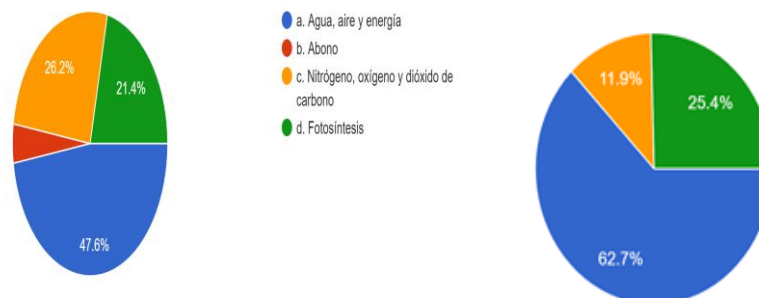 26.2%
21.4%
47.6%
a. Agua, aire y energía
b. Abono
c. Nitrógeno, oxígeno y dióxido de
carbono
d. Fotosíntesis
11.9%
25.4%
62.7%